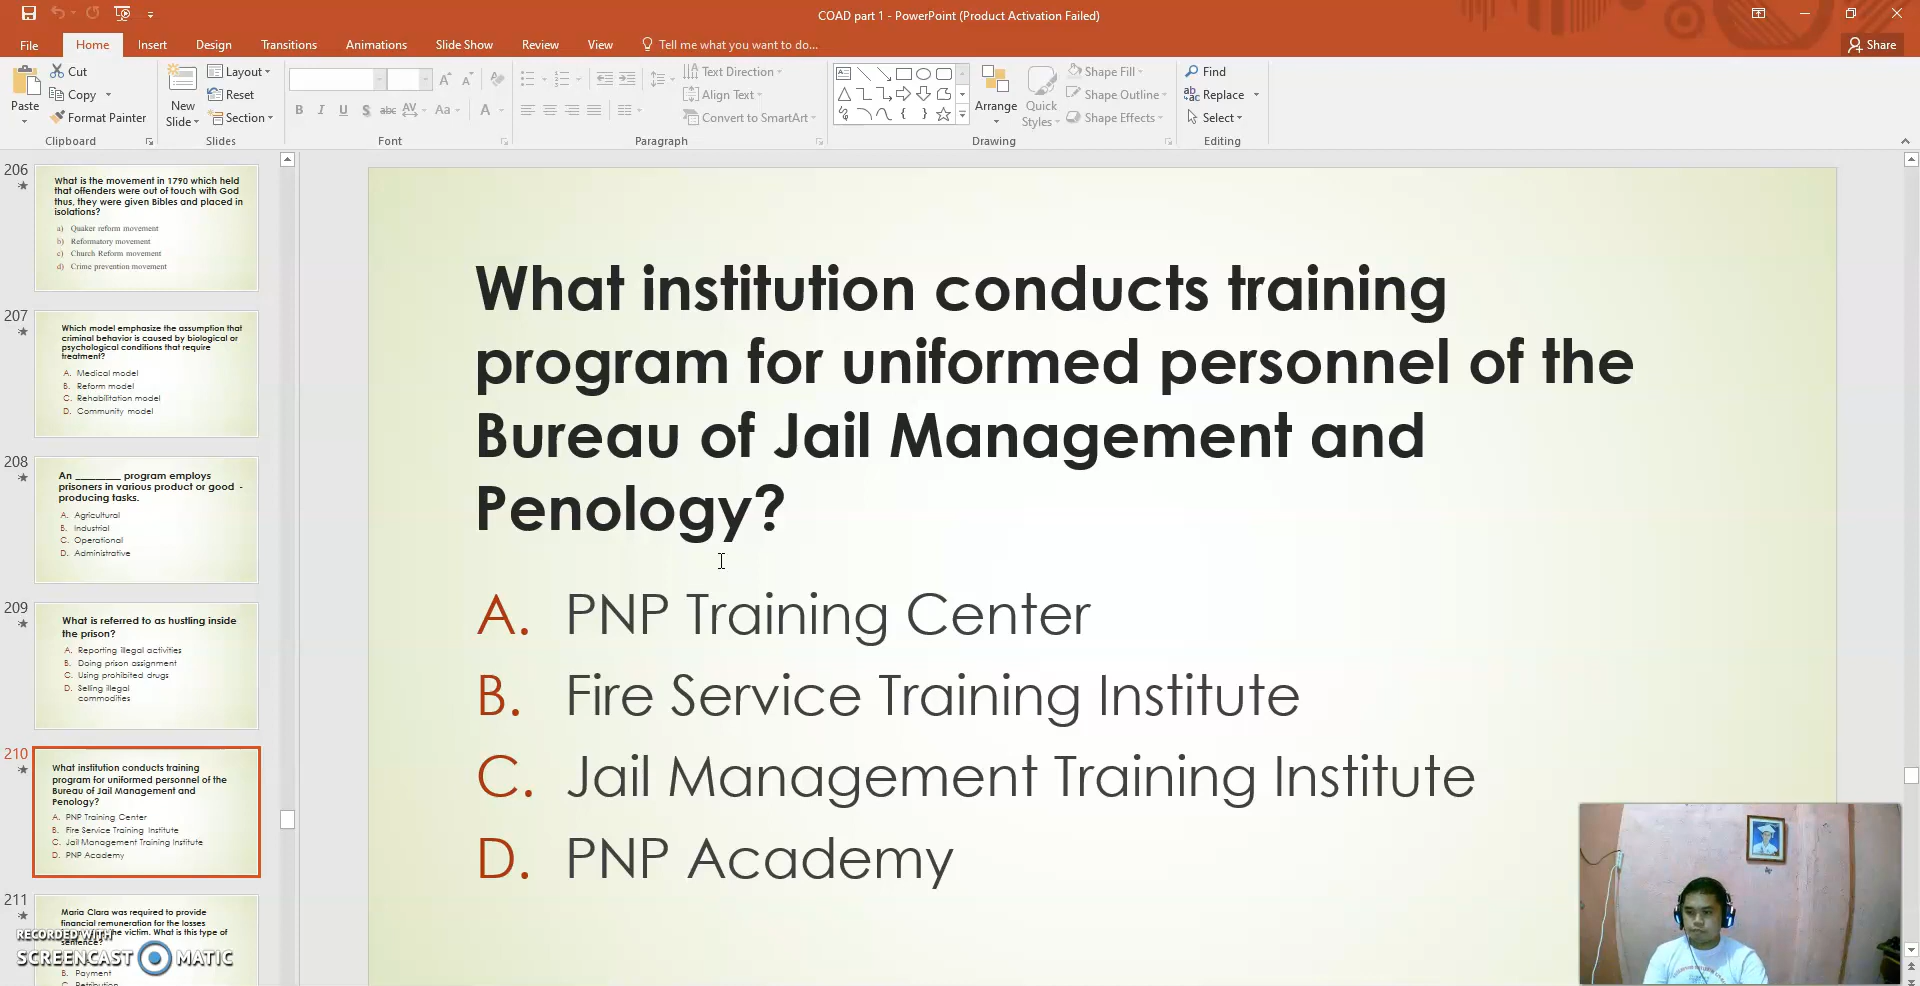 COAD part 1 - PowerPoint (Product Activation Failed)
File Home Insert Design Transitions Animations Slide Show Review View Tell me what you want to do... Share
Paste Cut Copy Format Painter Clipboard
New Slide Layout Reset Section Slides
B I U S abc AV Aa A Font
Text Direction Align Text Convert to SmartArt Paragraph
Arrange Quick Styles Shape Fill Shape Outline Shape Effects Drawing
Find Replace Select Editing
206
What is the movement in 1790 which held
that offenders were out of touch with God
thus, they were given Bibles and placed in
isolations?
a) Quaker reform movement
b) Reformatory movement
c) Church Reform movement
d) Crime prevention movement
207
Which model emphasize the assumption that
criminal behavior is caused by biological or
psychological conditions that require
treatment?
A. Medical model
B. Reform model
C. Rehabilitation model
D. Community model
208
An ________ program employs
prisoners in various product or good -
producing tasks.
A. Agricultural
B. Industrial
C. Operational
D. Administrative
209
What is referred to as hustling inside
the prison?
A. Reporting illegal activities
B. Doing prison assignment
C. Using prohibited drugs
D. Selling illegal
commodities
210
What institution conducts training
program for uniformed personnel of the
Bureau of Jail Management and
Penology?
A. PNP Training Center
B. Fire Service Training Institute
C. Jail Management Training Institute
D. PNP Academy
211
Maria Clara was required to provide
financial remuneration for the losses
the victim. What is this type of
sentence?
B. Payment
C. Retribution
RECORDED WITH
SCREENCAST MATIC
What institution conducts training
program for uniformed personnel of the
Bureau of Jail Management and
Penology?
A. PNP Training Center
B. Fire Service Training Institute
C. Jail Management Training Institute
D. PNP Academy